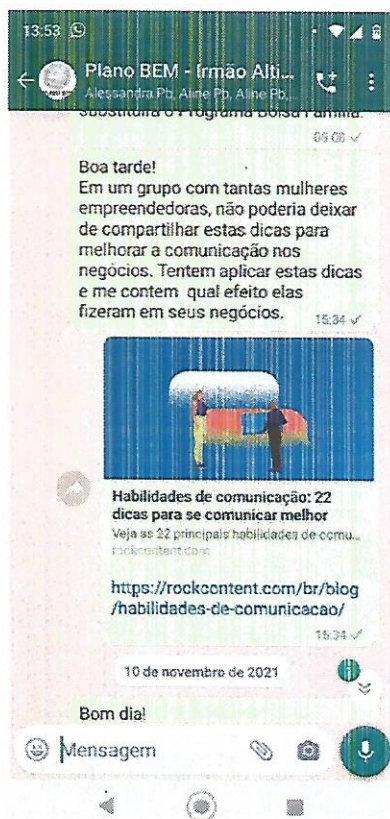 13:53
Plano BEM - Irmão Alti...
Alessandra Pb, Aline Pb, Aline Pb,...
substituirá o Programa Bolsa Família.
06:08
Boa tarde!
Em um grupo com tantas mulheres
empreendedoras, não poderia deixar
de compartilhar estas dicas para
melhorar a comunicação nos
negócios. Tentem aplicar estas dicas
e me contem qual efeito elas
fizeram em seus negócios.
15:34
Habilidades de comunicação: 22
dicas para se comunicar melhor
Veja as 22 principais habilidades de comu...
rockcontent.com
https://rockcontent.com/br/blog
/habilidades-de-comunicacao/
15:34
10 de novembro de 2021
Bom dia!
Mensagem